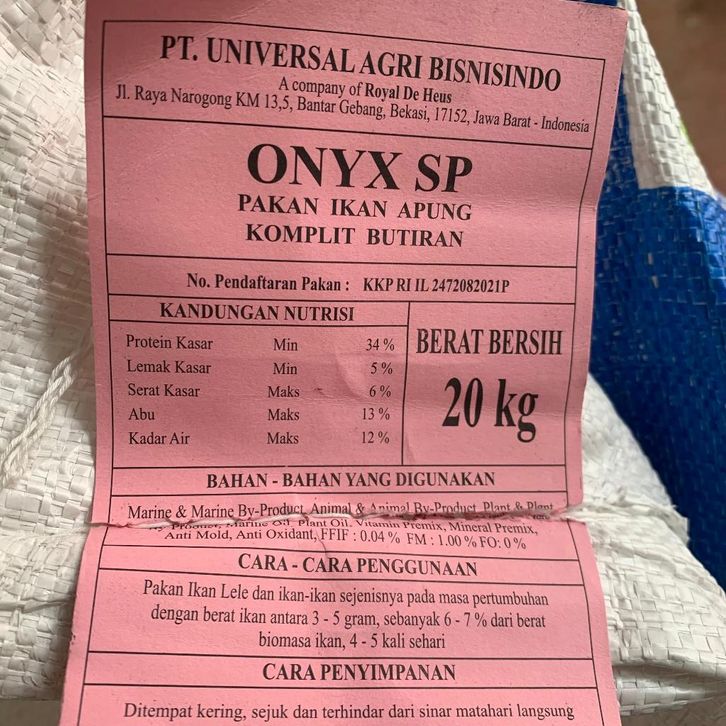 PT. UNIVERSAL AGRI BISNISINDO
A company of Royal De Heus
Jl. Raya Narogong KM 13,5, Bantar Gebang, Bekasi, 17152, Jawa Barat - Indonesia
ONYX SP
PAKAN IKAN APUNG
KOMPLIT BUTIRAN
No. Pendaftaran Pakan : KKP RI IL 2472082021P
KANDUNGAN NUTRISI
Protein Kasar Min 34 %
Lemak Kasar Min 5 %
Serat Kasar Maks 6 %
Abu Maks 13 %
Kadar Air Maks 12 %
BERAT BERSIH
20 kg
BAHAN - BAHAN YANG DIGUNAKAN
Marine & Marine By-Product, Animal & Animal By-Product, Plant & Plant
By-Product, Marine Oil, Plant Oil, Vitamin Premix, Mineral Premix,
Anti Mold, Anti Oxidant, FFIF : 0.04 % FM : 1.00 % FO: 0 %
CARA - CARA PENGGUNAAN
Pakan Ikan Lele dan ikan-ikan sejenisnya pada masa pertumbuhan
dengan berat ikan antara 3 - 5 gram, sebanyak 6 - 7 % dari berat
biomasa ikan, 4 - 5 kali sehari
CARA PENYIMPANAN
Ditempat kering, sejuk dan terhindar dari sinar matahari langsung